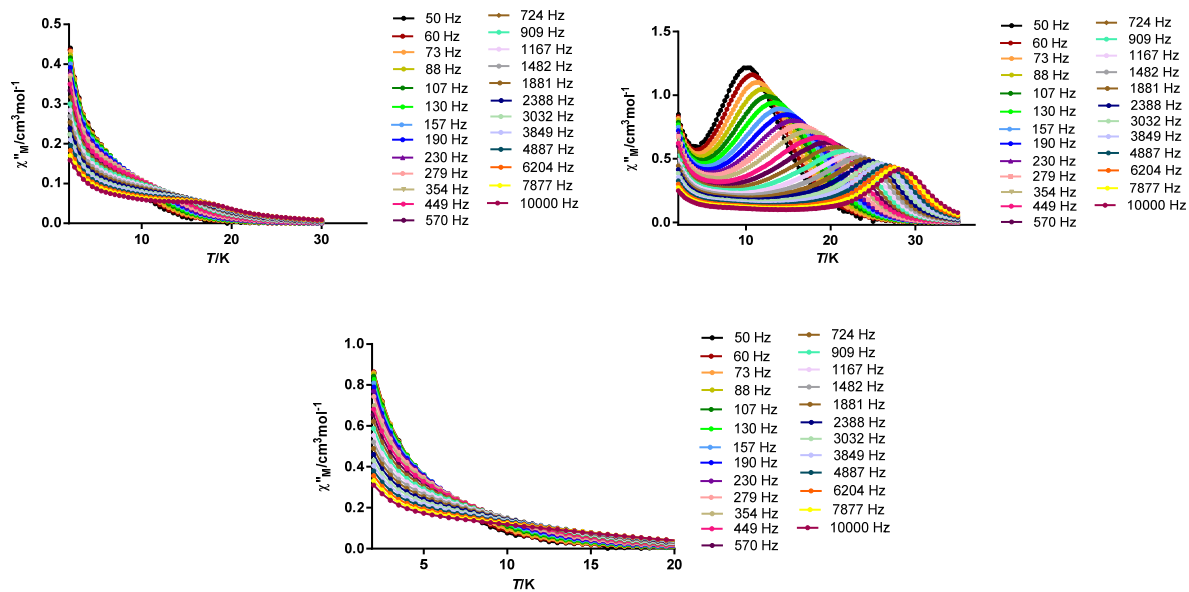 0.5
0.4
0.3
0.2
0.1
0.0
χ"M/cm³mol⁻¹
10
20
30
T/K
50 Hz
60 Hz
73 Hz
88 Hz
107 Hz
130 Hz
157 Hz
190 Hz
230 Hz
279 Hz
354 Hz
449 Hz
570 Hz
724 Hz
909 Hz
1167 Hz
1482 Hz
1881 Hz
2388 Hz
3032 Hz
3849 Hz
4887 Hz
6204 Hz
7877 Hz
10000 Hz
1.5
1.0
0.5
0.0
χ"M/cm³mol⁻¹
10
20
30
T/K
50 Hz
60 Hz
73 Hz
88 Hz
107 Hz
130 Hz
157 Hz
190 Hz
230 Hz
279 Hz
354 Hz
449 Hz
570 Hz
724 Hz
909 Hz
1167 Hz
1482 Hz
1881 Hz
2388 Hz
3032 Hz
3849 Hz
4887 Hz
6204 Hz
7877 Hz
10000 Hz
1.0
0.8
0.6
0.4
0.2
0.0
χ"M/cm³mol⁻¹
5
10
15
20
T/K
50 Hz
60 Hz
73 Hz
88 Hz
107 Hz
130 Hz
157 Hz
190 Hz
230 Hz
279 Hz
354 Hz
449 Hz
570 Hz
724 Hz
909 Hz
1167 Hz
1482 Hz
1881 Hz
2388 Hz
3032 Hz
3849 Hz
4887 Hz
6204 Hz
7877 Hz
10000 Hz